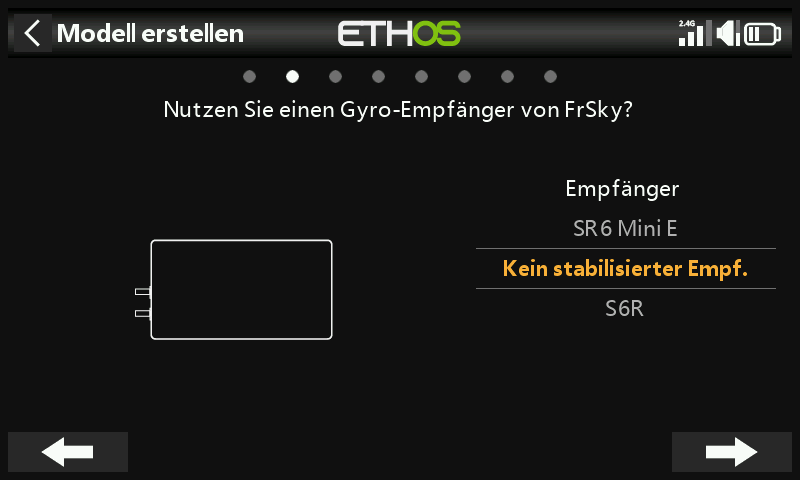 Modell erstellen
ETHOS
2.4G
Nutzen Sie einen Gyro-Empfänger von FrSky?
Empfänger
SR6 Mini E
Kein stabilisierter Empf.
S6R